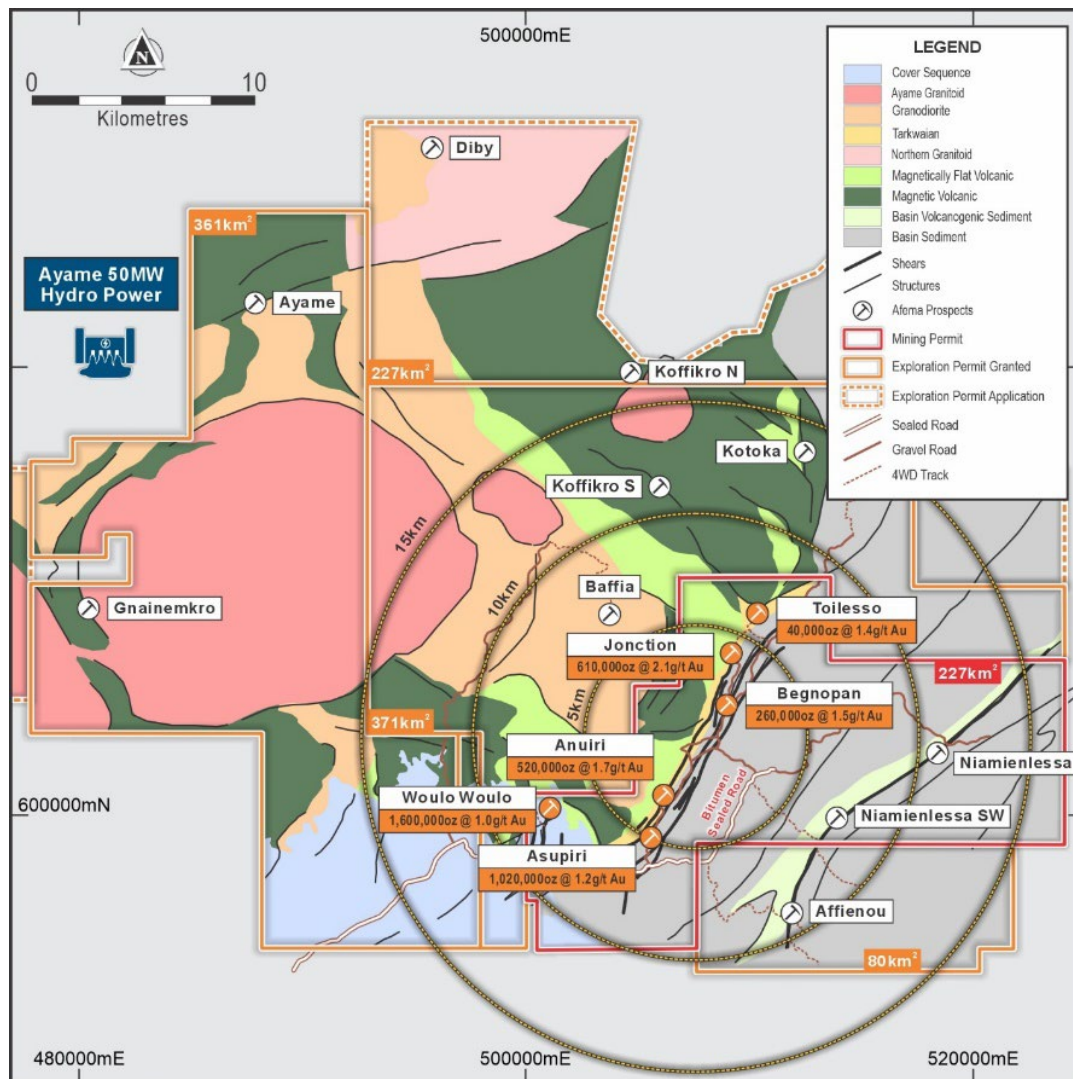 500000mE
N
0
10
Kilometres
LEGEND
Cover Sequence
Ayame Granitoid
Granodiorite
Tarkwaian
Northern Granitoid
Magnetically Flat Volcanic
Magnetic Volcanic
Basin Volcanogenic Sediment
Basin Sediment
Shears
Structures
Afema Prospects
Mining Permit
Exploration Permit Granted
Exploration Permit Application
Sealed Road
Gravel Road
4WD Track
Diby
361km²
Ayame 50MW
Hydro Power
Ayame
227km²
Koffikro N
Kotoka
Koffikro S
15km
10km
5km
Baffia
Gnainemkro
Toilesso
40,000oz @ 1.4g/t Au
Jonction
610,000oz @ 2.1g/t Au
227km²
Begnopan
260,000oz @ 1.5g/t Au
371km²
Anuiri
520,000oz @ 1.7g/t Au
Niamienlessa
Bitumen
Sealed Road
600000mN
Woulo Woulo
1,600,000oz @ 1.0g/t Au
Niamienlessa SW
Asupiri
1,020,000oz @ 1.2g/t Au
Affienou
80km²
480000mE
500000mE
520000mE